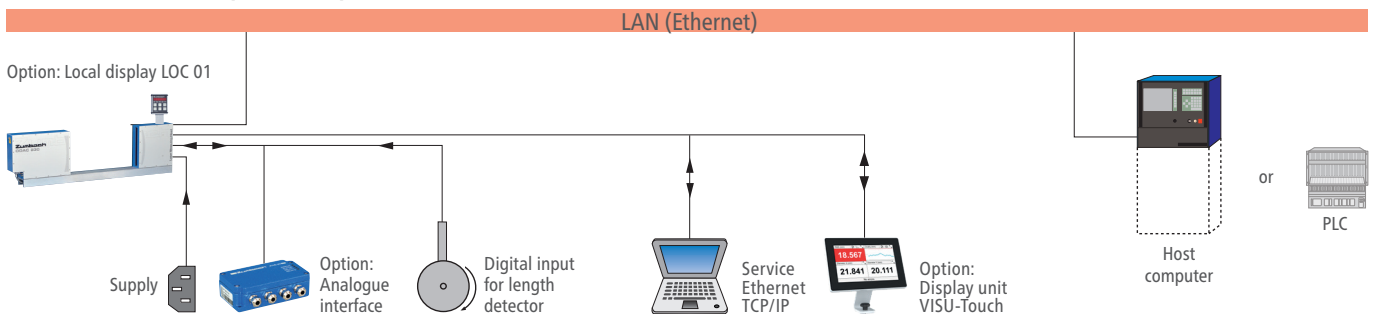 LAN (Ethernet)
Option: Local display LOC 01
Zumbach
Supply
Option:
Analogue
interface
Digital input
for length
detector
Service
Ethernet
TCP/IP
18.567
21.841 20.111
Option:
Display unit
VISU-Touch
Host
computer
or
PLC